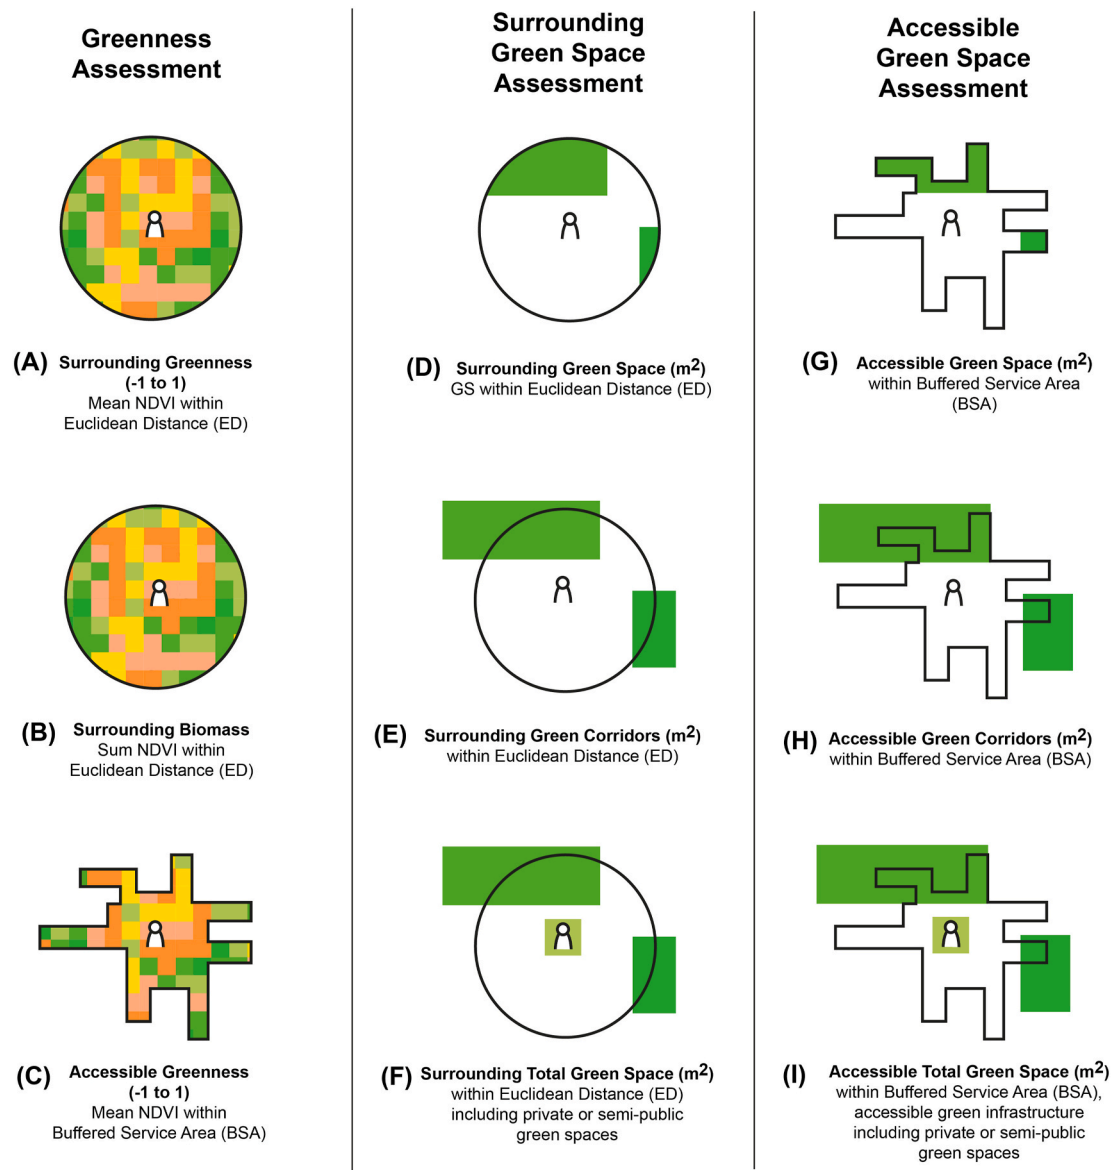 Greenness
Assessment
Surrounding
Green Space
Assessment
Accessible
Green Space
Assessment
(A) Surrounding Greenness
(-1 to 1)
Mean NDVI within
Euclidean Distance (ED)
(D) Surrounding Green Space (m²)
GS within Euclidean Distance (ED)
(G) Accessible Green Space (m²)
within Buffered Service Area
(BSA)
(B) Surrounding Biomass
Sum NDVI within
Euclidean Distance (ED)
(E) Surrounding Green Corridors (m²)
within Euclidean Distance (ED)
(H) Accessible Green Corridors (m²)
within Buffered Service Area (BSA)
(C) Accessible Greenness
(-1 to 1)
Mean NDVI within
Buffered Service Area (BSA)
(F) Surrounding Total Green Space (m²)
within Euclidean Distance (ED)
including private or semi-public
green spaces
(I) Accessible Total Green Space (m²)
within Buffered Service Area (BSA),
accessible green infrastructure
including private or semi-public
green spaces